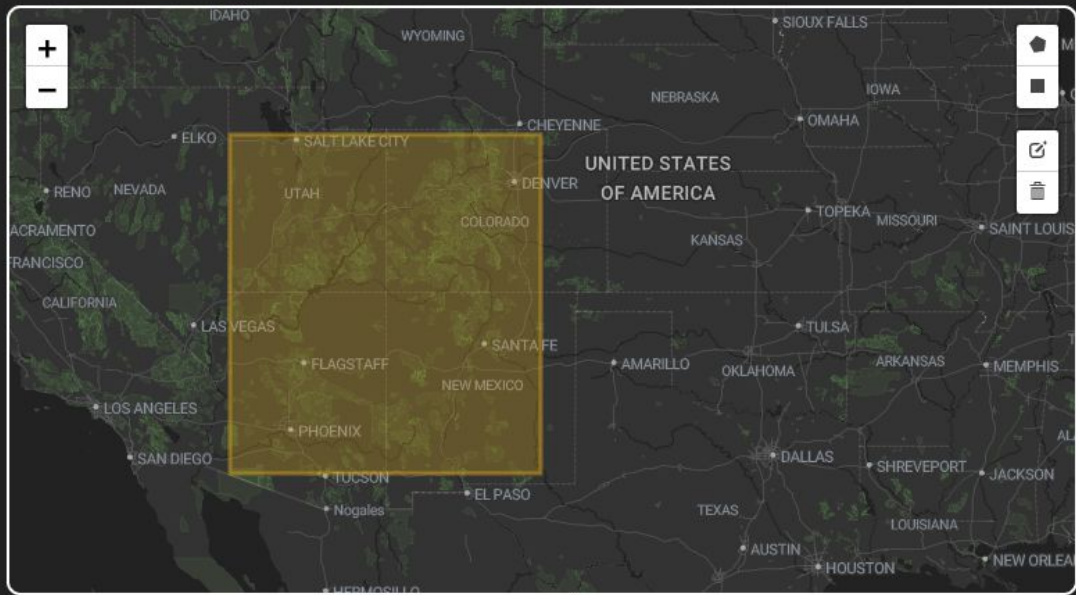 IDAHO
SIOUX FALLS
WYOMING
+
−
IOWA
NEBRASKA
OMAHA
CHEYENNE
ELKO
SALT LAKE CITY
UNITED STATES
OF AMERICA
DENVER
RENO
NEVADA
UTAH
TOPEKA
MISSOURI
COLORADO
SAINT LOUIS
ACRAMENTO
KANSAS
FRANCISCO
CALIFORNIA
LAS VEGAS
TULSA
SANTA FE
FLAGSTAFF
AMARILLO
OKLAHOMA
ARKANSAS
MEMPHIS
NEW MEXICO
LOS ANGELES
PHOENIX
ALA
SAN DIEGO
DALLAS
SHREVEPORT
JACKSON
TUCSON
EL PASO
Nogales
TEXAS
LOUISIANA
AUSTIN
NEW ORLEA
HOUSTON
HERMOSILLO